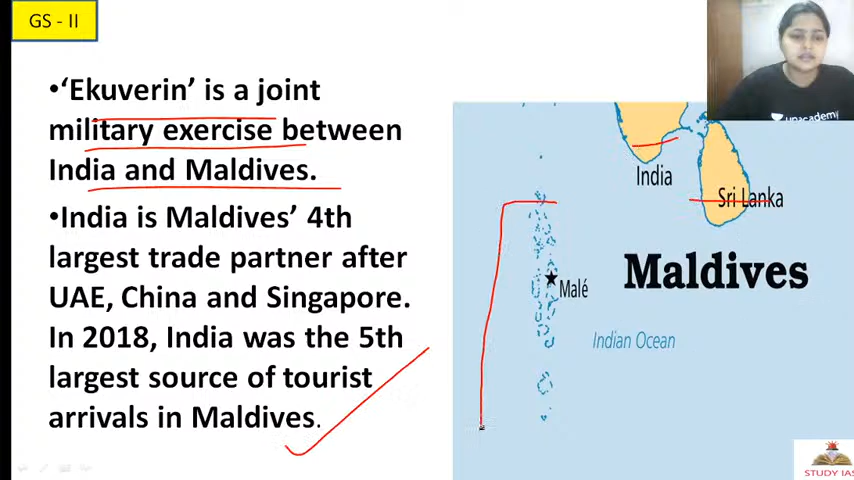 GS - II
•‘Ekuverin’ is a joint
military exercise between
India and Maldives.
•India is Maldives’ 4th
largest trade partner after
UAE, China and Singapore.
In 2018, India was the 5th
largest source of tourist
arrivals in Maldives.
India
Sri Lanka
Maldives
Malé
Indian Ocean
unacademy
STUDY IAS